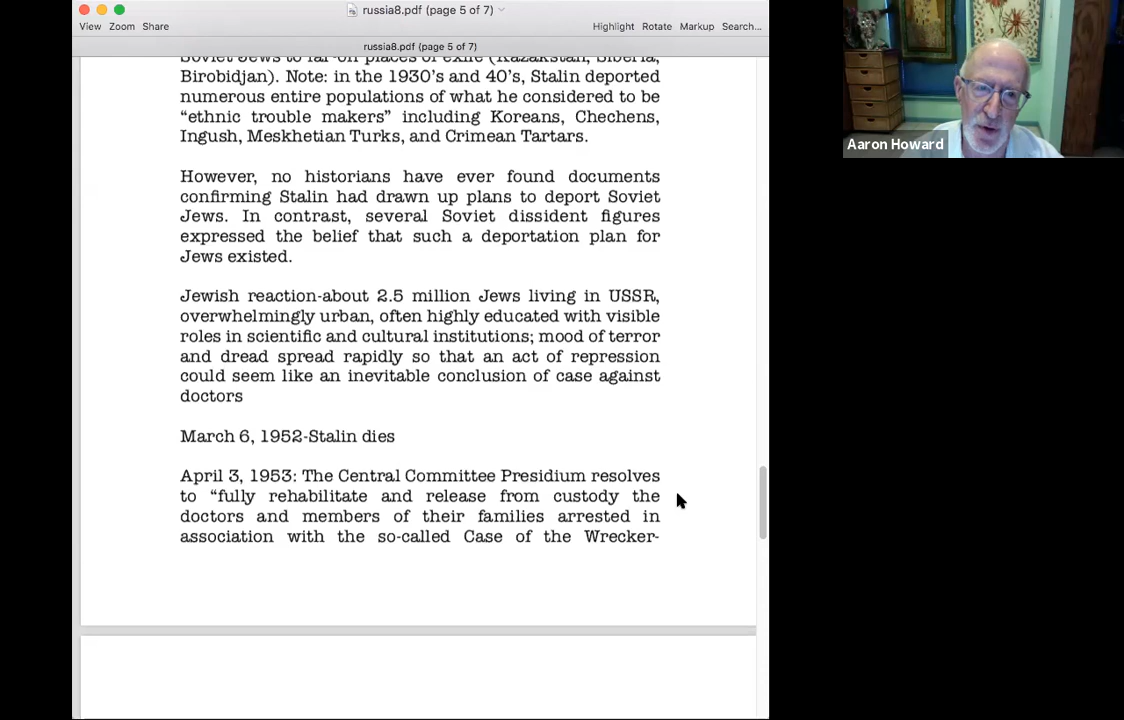 russia8.pdf (page 5 of 7)
View Zoom Share
Highlight Rotate Markup Search...
russia8.pdf (page 5 of 7)
Soviet Jews to far-off places of exile (Kazakstan, Siberia,
Birobidjan). Note: in the 1930's and 40's, Stalin deported
numerous entire populations of what he considered to be
“ethnic trouble makers” including Koreans, Chechens,
Ingush, Meskhetian Turks, and Crimean Tartars.
However, no historians have ever found documents
confirming Stalin had drawn up plans to deport Soviet
Jews. In contrast, several Soviet dissident figures
expressed the belief that such a deportation plan for
Jews existed.
Jewish reaction-about 2.5 million Jews living in USSR,
overwhelmingly urban, often highly educated with visible
roles in scientific and cultural institutions; mood of terror
and dread spread rapidly so that an act of repression
could seem like an inevitable conclusion of case against
doctors
March 6, 1952-Stalin dies
April 3, 1953: The Central Committee Presidium resolves
to “fully rehabilitate and release from custody the
doctors and members of their families arrested in
association with the so-called Case of the Wrecker-
Aaron Howard